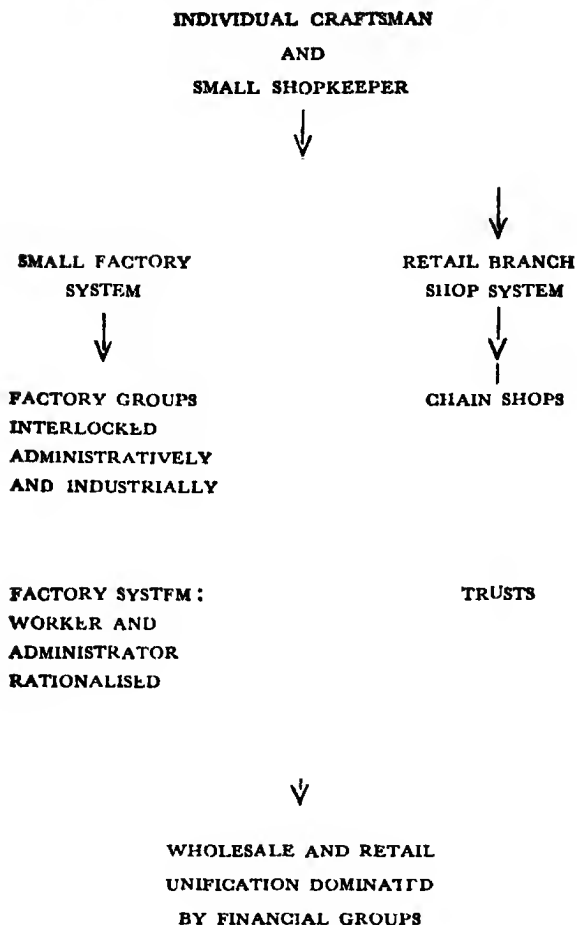 INDIVIDUAL CRAFTSMAN
AND
SMALL SHOPKEEPER
SMALL FACTORY
SYSTEM
RETAIL BRANCH
SHOP SYSTEM
FACTORY GROUPS
INTERLOCKED
ADMINISTRATIVELY
AND INDUSTRIALLY
CHAIN SHOPS
FACTORY SYSTEM:
WORKER AND
ADMINISTRATOR
RATIONALISED
TRUSTS
WHOLESALE AND RETAIL
UNIFICATION DOMINATED
BY FINANCIAL GROUPS